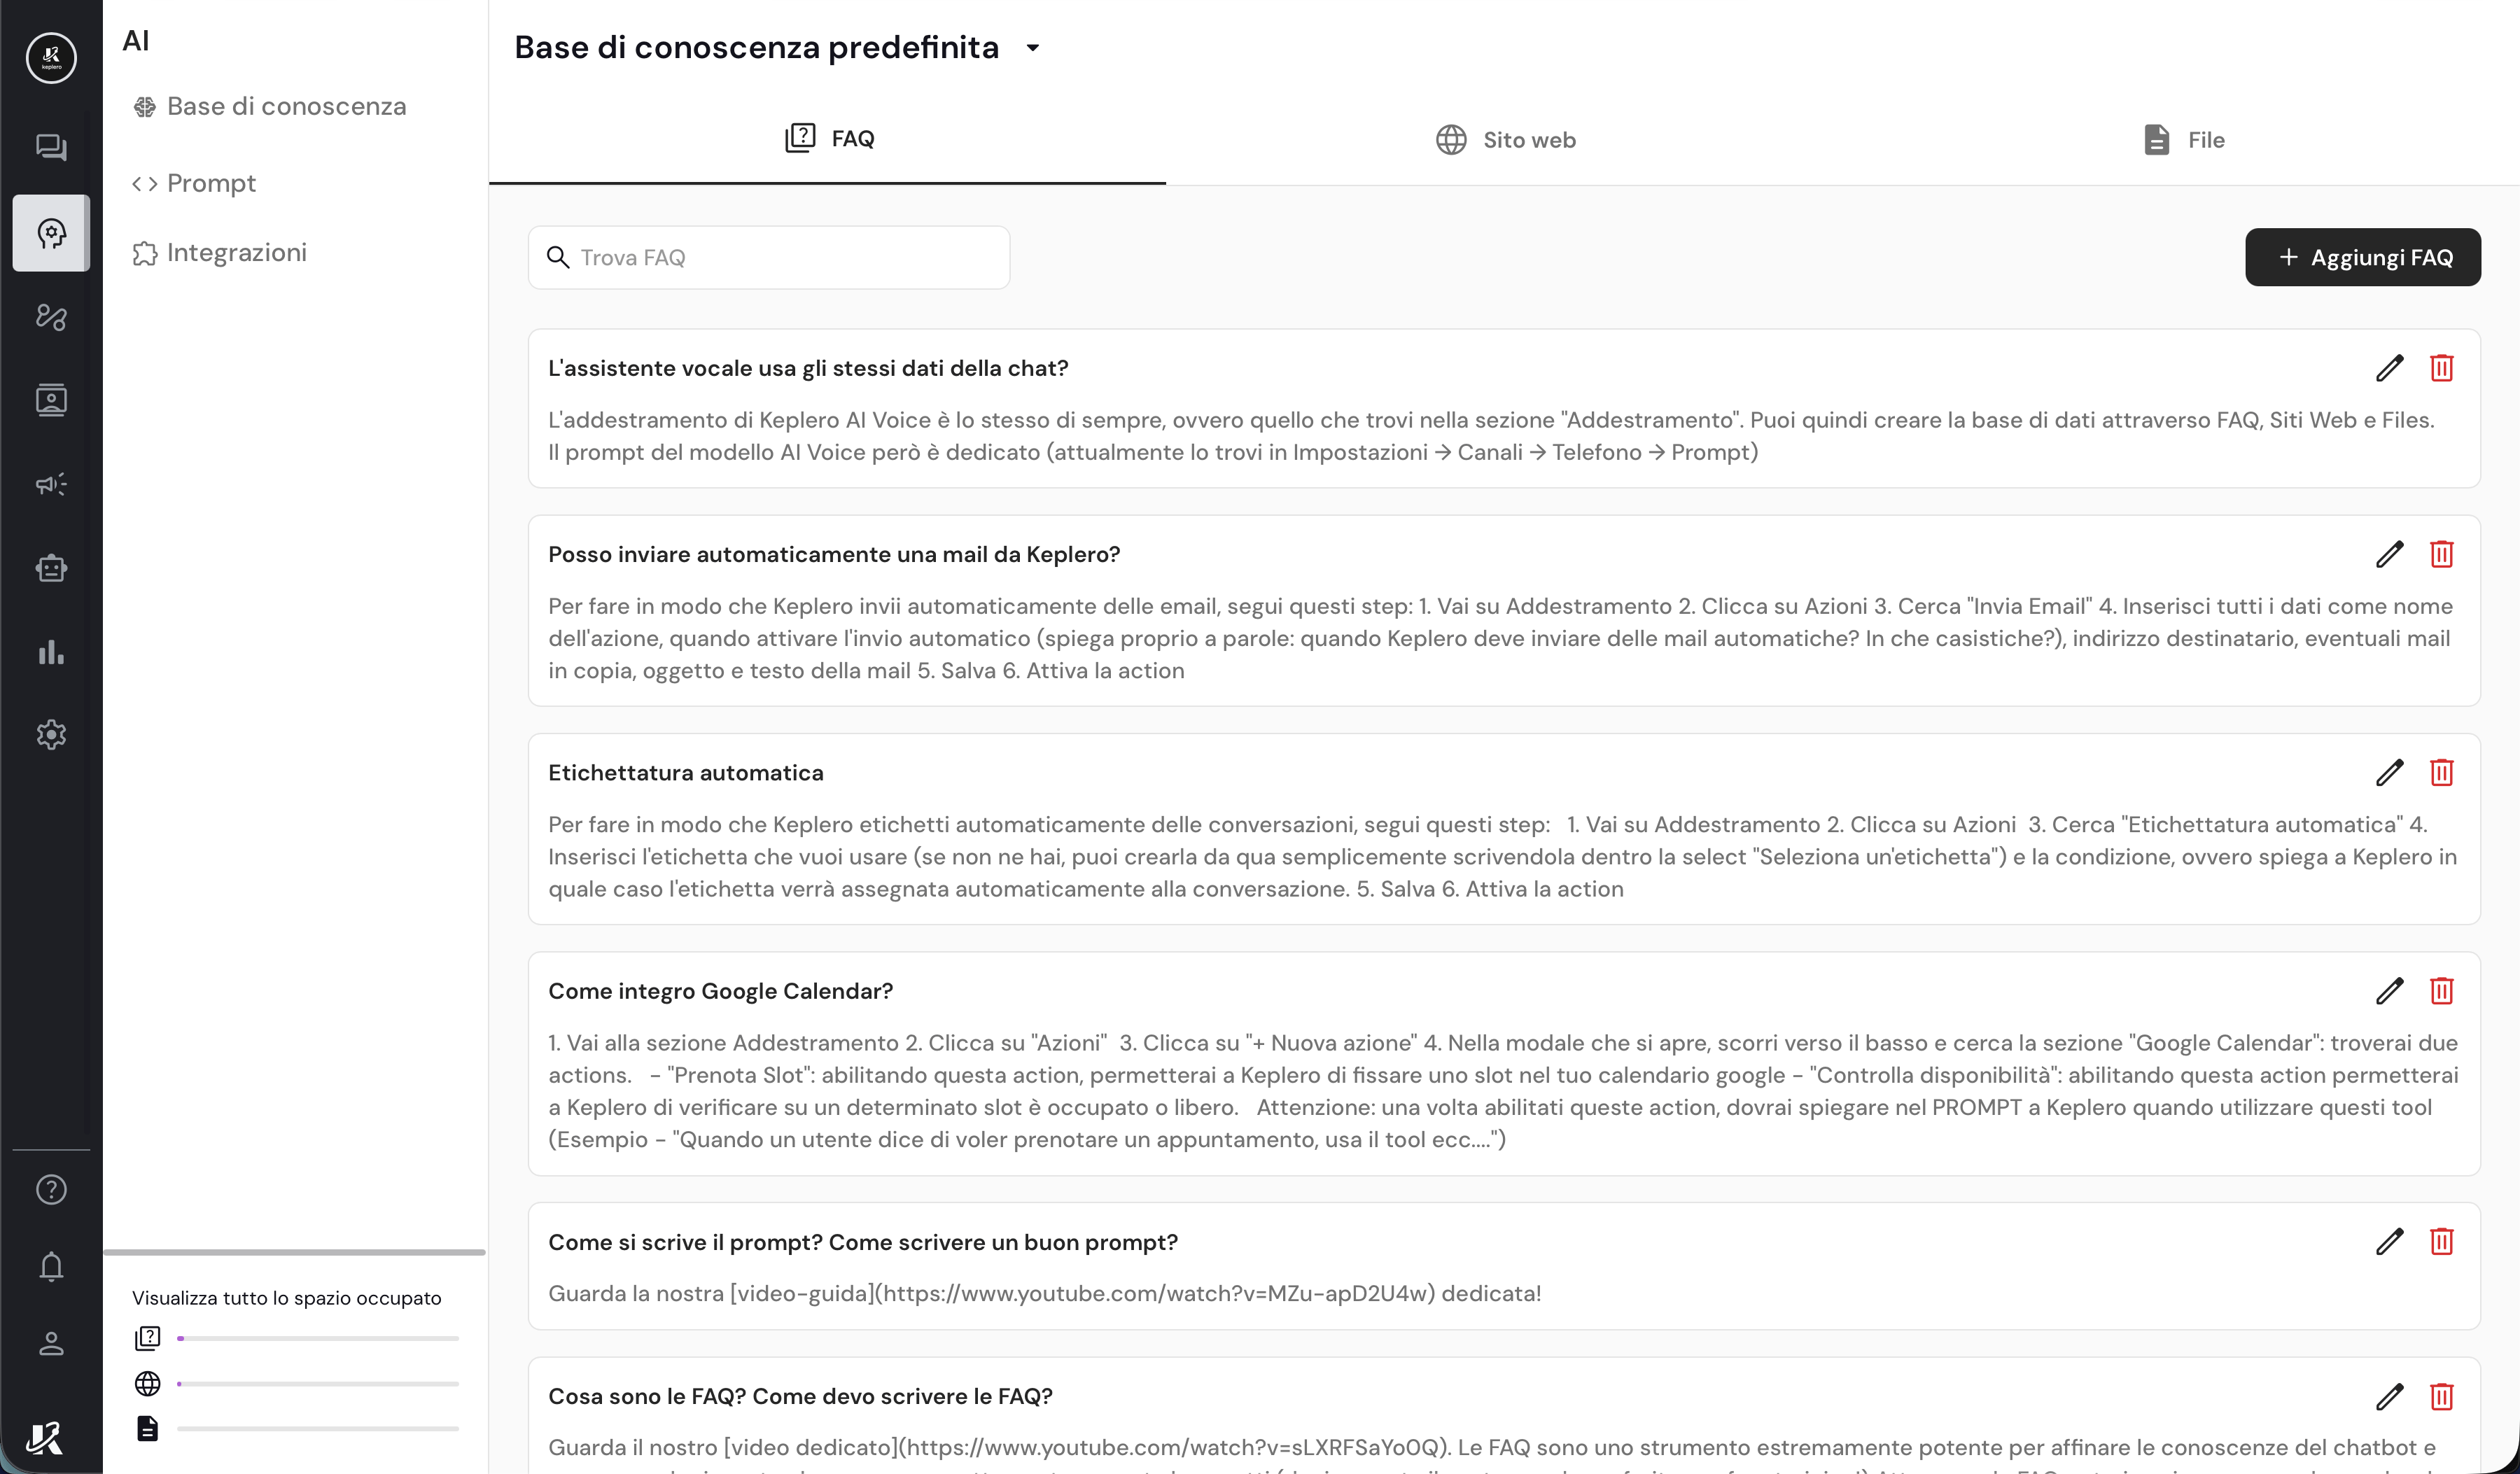 keplero
AI
Base di conoscenza
Prompt
Integrazioni
Visualizza tutto lo spazio occupato
Base di conoscenza predefinita
FAQ
Sito web
File
Trova FAQ
+ Aggiungi FAQ
L'assistente vocale usa gli stessi dati della chat?
L'addestramento di Keplero AI Voice è lo stesso di sempre, ovvero quello che trovi nella sezione "Addestramento". Puoi quindi creare la base di dati attraverso FAQ, Siti Web e Files.
Il prompt del modello AI Voice però è dedicato (attualmente lo trovi in Impostazioni → Canali → Telefono → Prompt)
Posso inviare automaticamente una mail da Keplero?
Per fare in modo che Keplero invii automaticamente delle email, segui questi step: 1. Vai su Addestramento 2. Clicca su Azioni 3. Cerca "Invia Email" 4. Inserisci tutti i dati come nome
dell'azione, quando attivare l'invio automatico (spiega proprio a parole: quando Keplero deve inviare delle mail automatiche? In che casistiche?), indirizzo destinatario, eventuali mail
in copia, oggetto e testo della mail 5. Salva 6. Attiva la action
Etichettatura automatica
Per fare in modo che Keplero etichetti automaticamente delle conversazioni, segui questi step:   1. Vai su Addestramento 2. Clicca su Azioni  3. Cerca "Etichettatura automatica" 4.
Inserisci l'etichetta che vuoi usare (se non ne hai, puoi crearla da qua semplicemente scrivendola dentro la select "Seleziona un'etichetta") e la condizione, ovvero spiega a Keplero in
quale caso l'etichetta verrà assegnata automaticamente alla conversazione. 5. Salva 6. Attiva la action
Come integro Google Calendar?
1. Vai alla sezione Addestramento 2. Clicca su "Azioni"  3. Clicca su "+ Nuova azione" 4. Nella modale che si apre, scorri verso il basso e cerca la sezione "Google Calendar": troverai due
actions.   - "Prenota Slot": abilitando questa action, permetterai a Keplero di fissare uno slot nel tuo calendario google - "Controlla disponibilità": abilitando questa action permetterai
a Keplero di verificare su un determinato slot è occupato o libero.   Attenzione: una volta abilitati queste action, dovrai spiegare nel PROMPT a Keplero quando utilizzare questi tool
(Esempio - "Quando un utente dice di voler prenotare un appuntamento, usa il tool ecc....")
Come si scrive il prompt? Come scrivere un buon prompt?
Guarda la nostra [video-guida](https://www.youtube.com/watch?v=MZu-apD2U4w) dedicata!
Cosa sono le FAQ? Come devo scrivere le FAQ?
Guarda il nostro [video dedicato](https://www.youtube.com/watch?v=sLXRFSaYo0Q). Le FAQ sono uno strumento estremamente potente per affinare le conoscenze del chatbot e